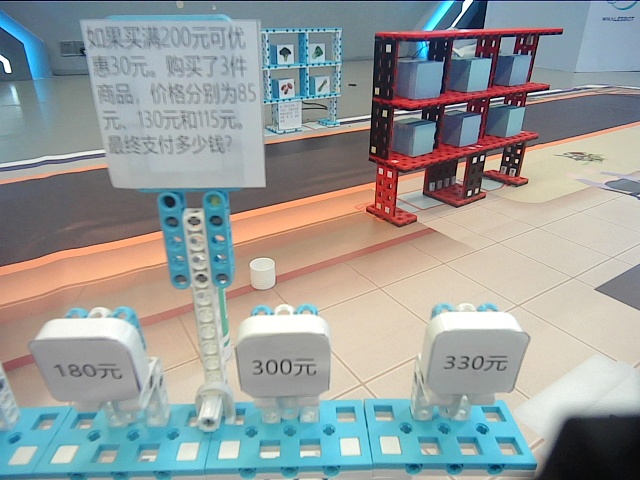 如果买满200元可优
惠30元。购买了3件
商品，价格分别为85
元、130元和115元。
最终支付多少钱?
180元
300元
330元